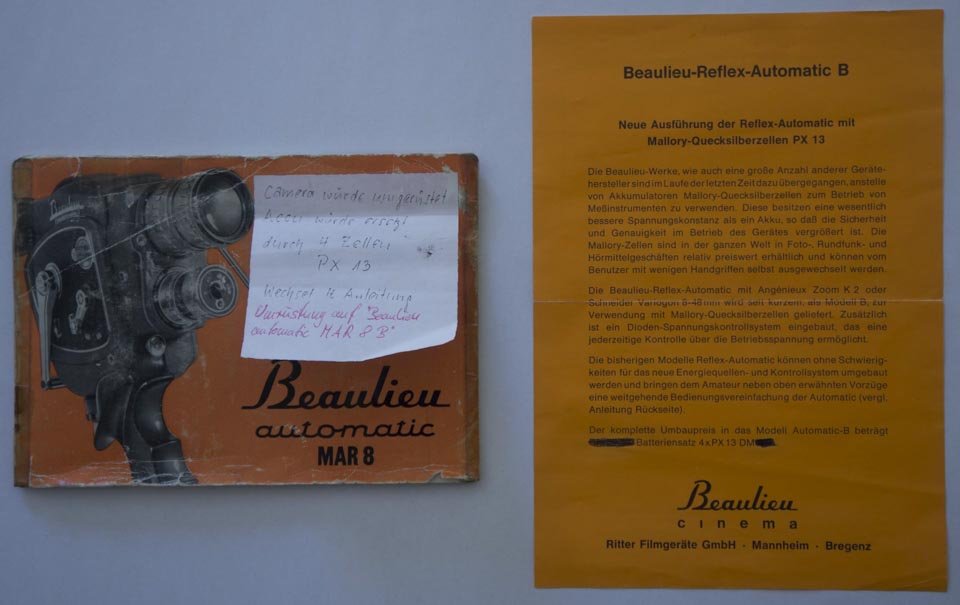 Beaulieu
Camera würde umgerüstet
Accu würde ersetzt
durch 4 Zellen
PX 13
Wechsel lt Anleitung
Umrüstung auf "Beaulieu
automatic MAR 8 B"
Beaulieu
automatic
MAR 8
Beaulieu-Reflex-Automatic B
Neue Ausführung der Reflex-Automatic mit
Mallory-Quecksilberzellen PX 13
Die Beaulieu-Werke, wie auch eine große Anzahl anderer Geräte-
hersteller sind im Laufe der letzten Zeit dazu übergegangen, anstelle
von Akkumulatoren Mallory-Quecksilberzellen zum Betrieb von
Meßinstrumenten zu verwenden. Diese besitzen eine wesentlich
bessere Spannungskonstanz als ein Akku, so daß die Sicherheit
und Genauigkeit im Betrieb des Gerätes vergrößert ist. Die
Mallory-Zellen sind in der ganzen Welt in Foto-, Rundfunk- und
Hörmittelgeschäften relativ preiswert erhältlich und können vom
Benutzer mit wenigen Handgriffen selbst ausgewechselt werden.
Die Beaulieu-Reflex-Automatic mit Angénieux Zoom K 2 oder
Schneider Variogon 8-48 mm wird seit kurzem, als Modell B, zur
Verwendung mit Mallory-Quecksilberzellen geliefert. Zusätzlich
ist ein Dioden-Spannungskontrollsystem eingebaut, das eine
jederzeitige Kontrolle über die Betriebsspannung ermöglicht.
Die bisherigen Modelle Reflex-Automatic können ohne Schwierig-
keiten für das neue Energiequellen- und Kontrollsystem umgebaut
werden und bringen dem Amateur neben oben erwähnten Vorzüge
eine weitgehende Bedienungsvereinfachung der Automatic (vergl.
Anleitung Rückseite).
Der komplette Umbaupreis in das Modell Automatic-B beträgt
Batteriensatz 4 x PX 13 DM
Beaulieu
cinema
Ritter Filmgeräte GmbH · Mannheim · Bregenz